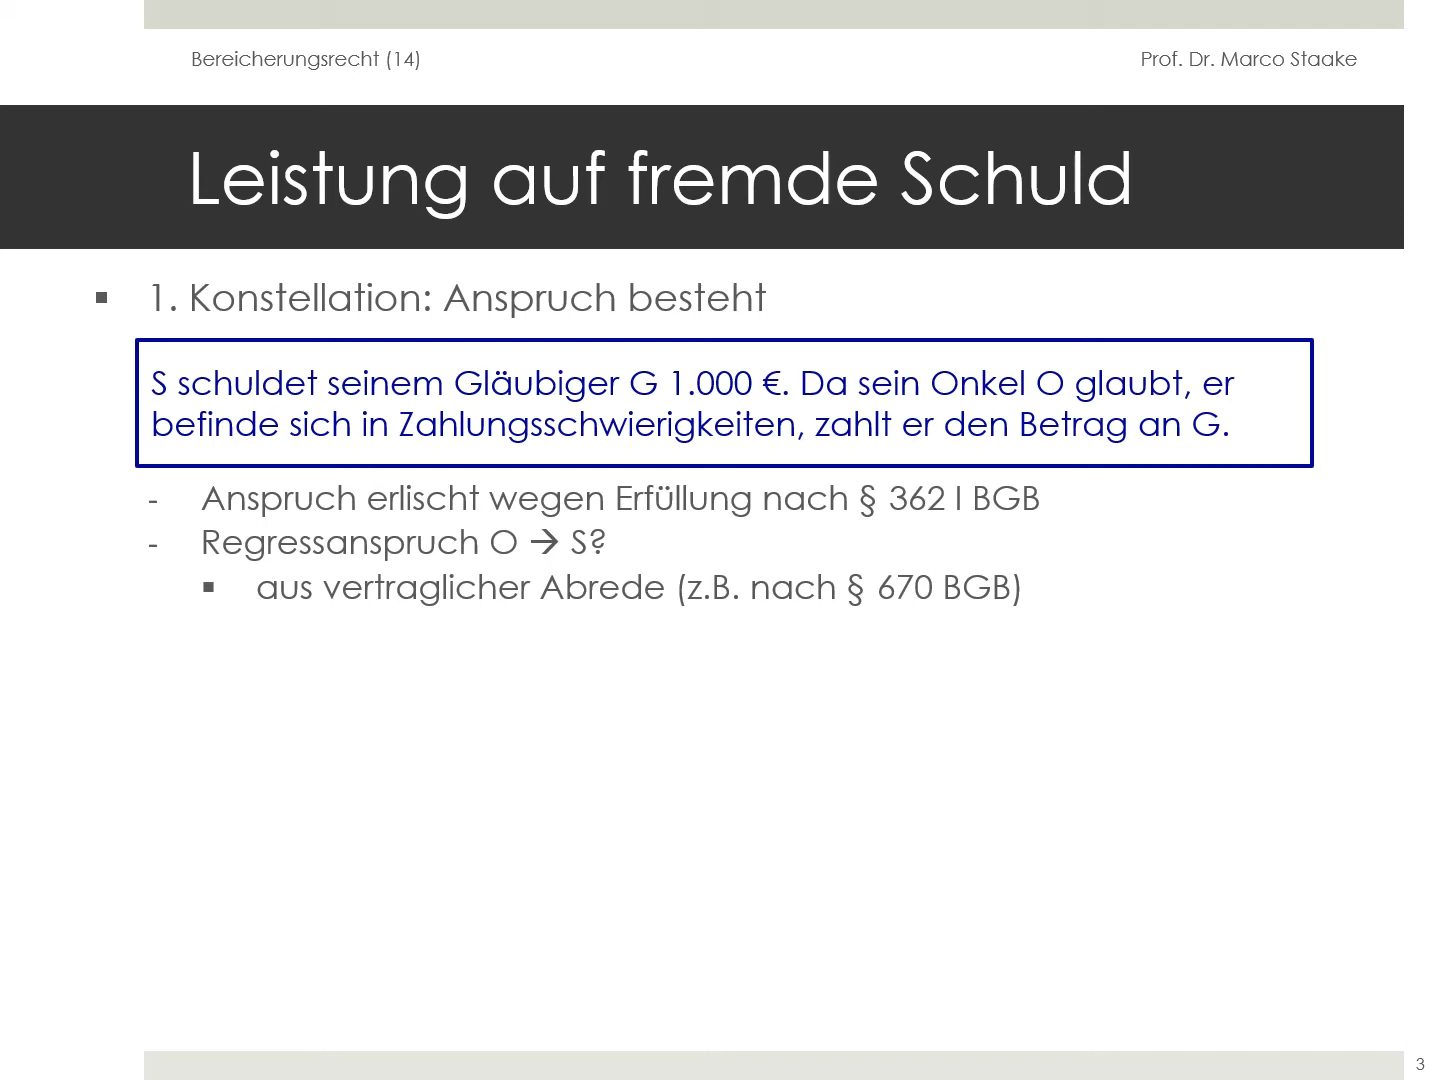 Bereicherungsrecht (14)
Prof. Dr. Marco Staake
Leistung auf fremde Schuld
▪ 1. Konstellation: Anspruch besteht
S schuldet seinem Gläubiger G 1.000 €. Da sein Onkel O glaubt, er
befinde sich in Zahlungsschwierigkeiten, zahlt er den Betrag an G.
- Anspruch erlischt wegen Erfüllung nach § 362 I BGB
- Regressanspruch O → S?
▪ aus vertraglicher Abrede (z.B. nach § 670 BGB)
3